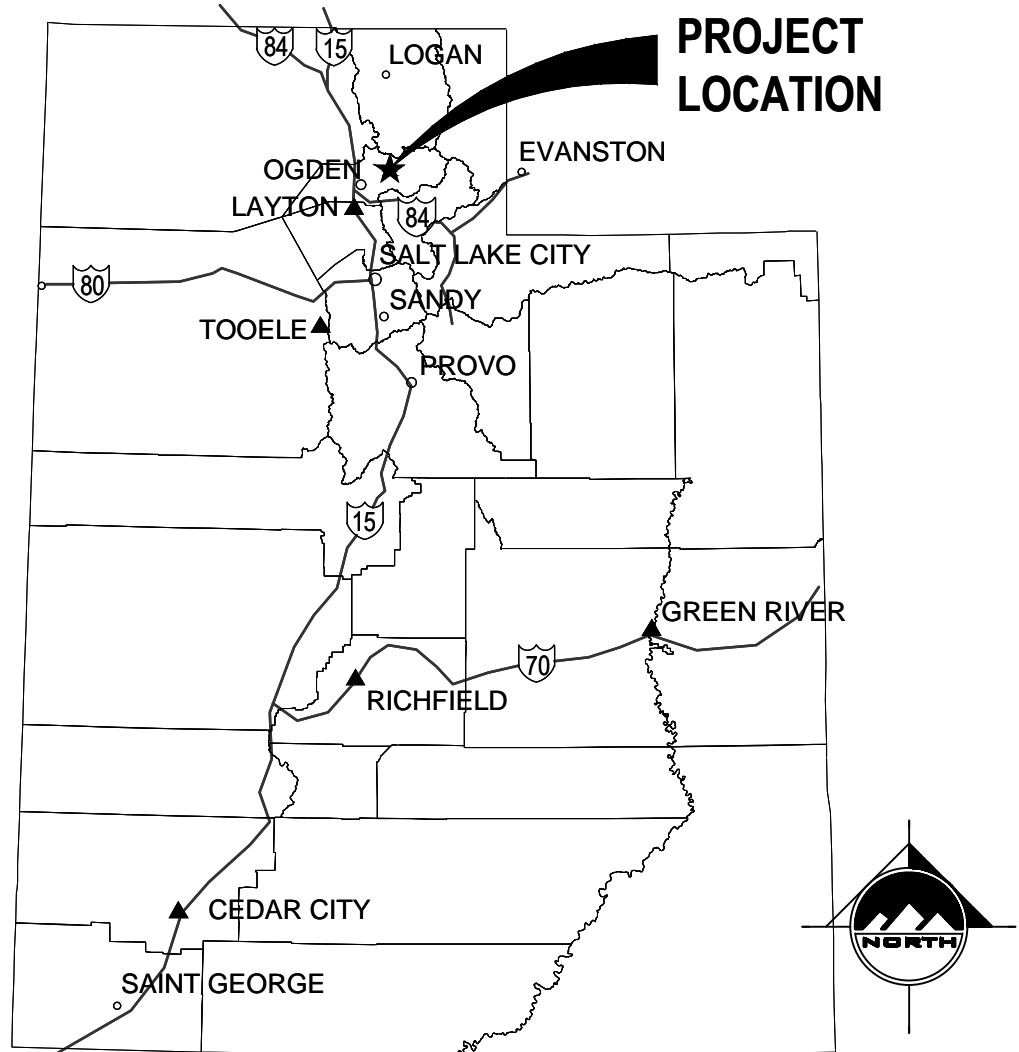 PROJECT
LOCATION
84
15
LOGAN
EVANSTON
OGDEN
LAYTON
84
SALT LAKE CITY
80
SANDY
TOOELE
PROVO
15
GREEN RIVER
70
RICHFIELD
CEDAR CITY
NORTH
SAINT GEORGE